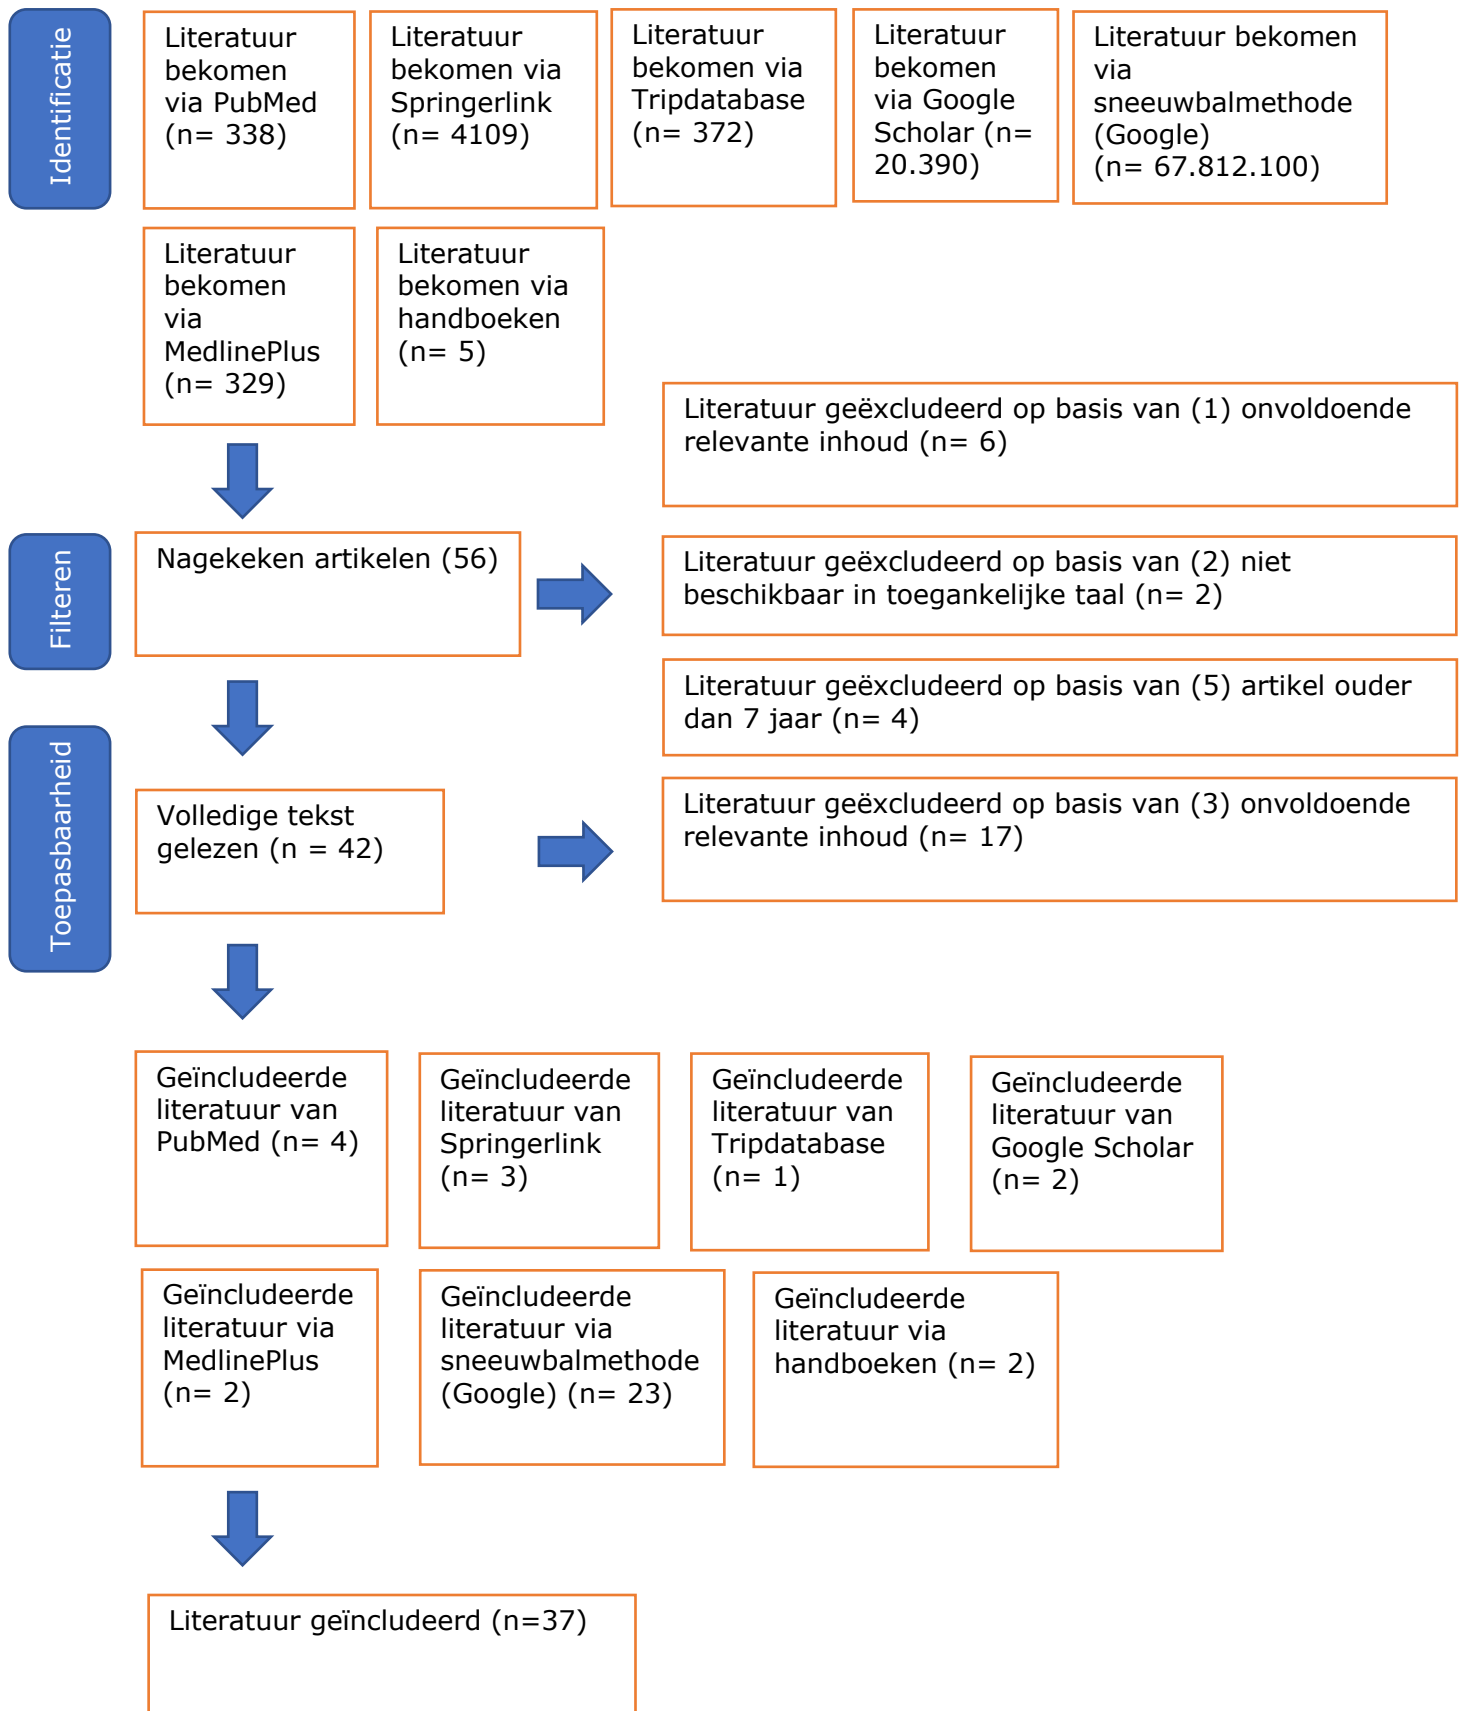 Identificatie
Literatuur
bekomen
via PubMed
(n= 338)
Literatuur
bekomen via
Springerlink
(n= 4109)
Literatuur
bekomen via
Tripdatabase
(n= 372)
Literatuur
bekomen
via Google
Scholar (n=
20.390)
Literatuur bekomen
via
sneeuwbalmethode
(Google)
(n= 67.812.100)
Literatuur
bekomen
via
MedlinePlus
(n= 329)
Literatuur
bekomen via
handboeken
(n= 5)
Literatuur geëxcludeerd op basis van (1) onvoldoende
relevante inhoud (n= 6)
Filteren
Nagekeken artikelen (56)
Literatuur geëxcludeerd op basis van (2) niet
beschikbaar in toegankelijke taal (n= 2)
Literatuur geëxcludeerd op basis van (5) artikel ouder
dan 7 jaar (n= 4)
Toepasbaarheid
Volledige tekst
gelezen (n = 42)
Literatuur geëxcludeerd op basis van (3) onvoldoende
relevante inhoud (n= 17)
Geïncludeerde
literatuur van
PubMed (n= 4)
Geïncludeerde
literatuur van
Springerlink
(n= 3)
Geïncludeerde
literatuur van
Tripdatabase
(n= 1)
Geïncludeerde
literatuur van
Google Scholar
(n= 2)
Geïncludeerde
literatuur via
MedlinePlus
(n= 2)
Geïncludeerde
literatuur via
sneeuwbalmethode
(Google) (n= 23)
Geïncludeerde
literatuur via
handboeken (n= 2)
Literatuur geïncludeerd (n=37)